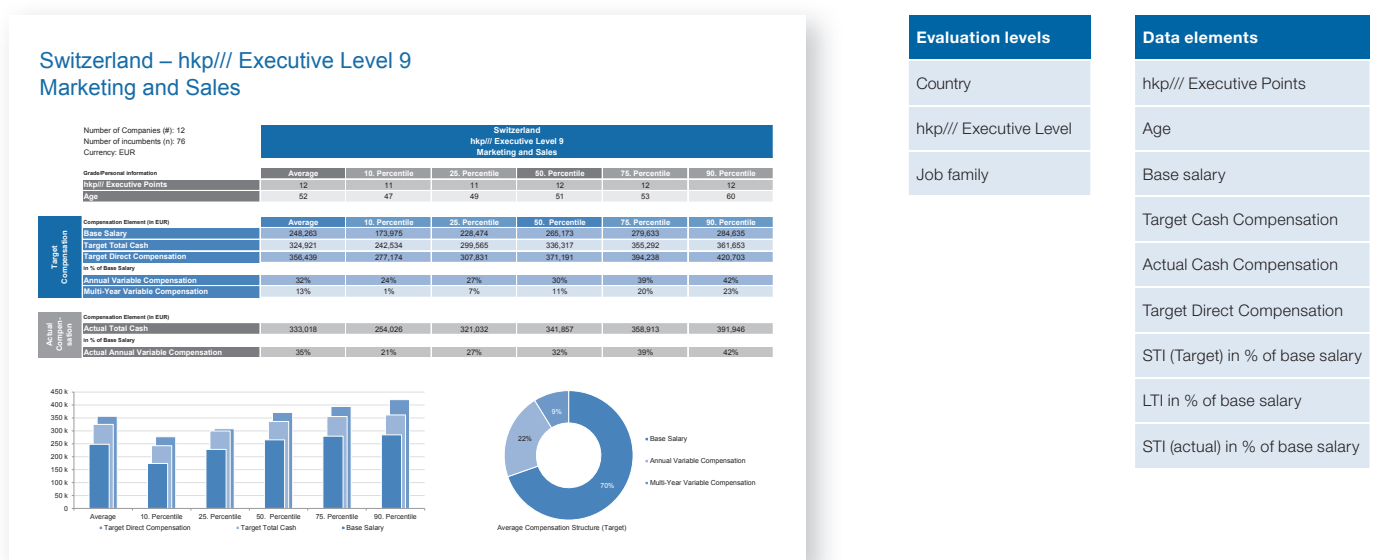 Switzerland – hkp/// Executive Level 9
Marketing and Sales
Number of Companies (#): 12
Number of incumbents (n): 76
Currency: EUR
Switzerland
hkp/// Executive Level 9
Marketing and Sales
Grade/Personal information Average 10. Percentile 25. Percentile 50. Percentile 75. Percentile 90. Percentile
hkp/// Executive Points 12 11 11 12 12 12
Age 52 47 49 51 53 60
Target
Compensation
Compensation Element (in EUR) Average 10. Percentile 25. Percentile 50. Percentile 75. Percentile 90. Percentile
Base Salary 248,263 173,975 228,474 265,173 279,633 284,635
Target Total Cash 324,921 242,534 299,565 336,317 355,292 361,653
Target Direct Compensation 356,439 277,174 307,831 371,191 394,238 420,703
in % of Base Salary
Annual Variable Compensation 32% 24% 27% 30% 39% 42%
Multi-Year Variable Compensation 13% 1% 7% 11% 20% 23%
Actual
Compen-
sation
Compensation Element (in EUR)
Actual Total Cash 333,018 254,026 321,032 341,857 358,913 391,946
in % of Base Salary
Actual Annual Variable Compensation 35% 21% 27% 32% 39% 42%
450 k
400 k
350 k
300 k
250 k
200 k
150 k
100 k
50 k
0
Average 10. Percentile 25. Percentile 50. Percentile 75. Percentile 90. Percentile
Target Direct Compensation Target Total Cash Base Salary
9%
22%
70%
Base Salary
Annual Variable Compensation
Multi-Year Variable Compensation
Average Compensation Structure (Target)
Evaluation levels
Country
hkp/// Executive Level
Job family
Data elements
hkp/// Executive Points
Age
Base salary
Target Cash Compensation
Actual Cash Compensation
Target Direct Compensation
STI (Target) in % of base salary
LTI in % of base salary
STI (actual) in % of base salary